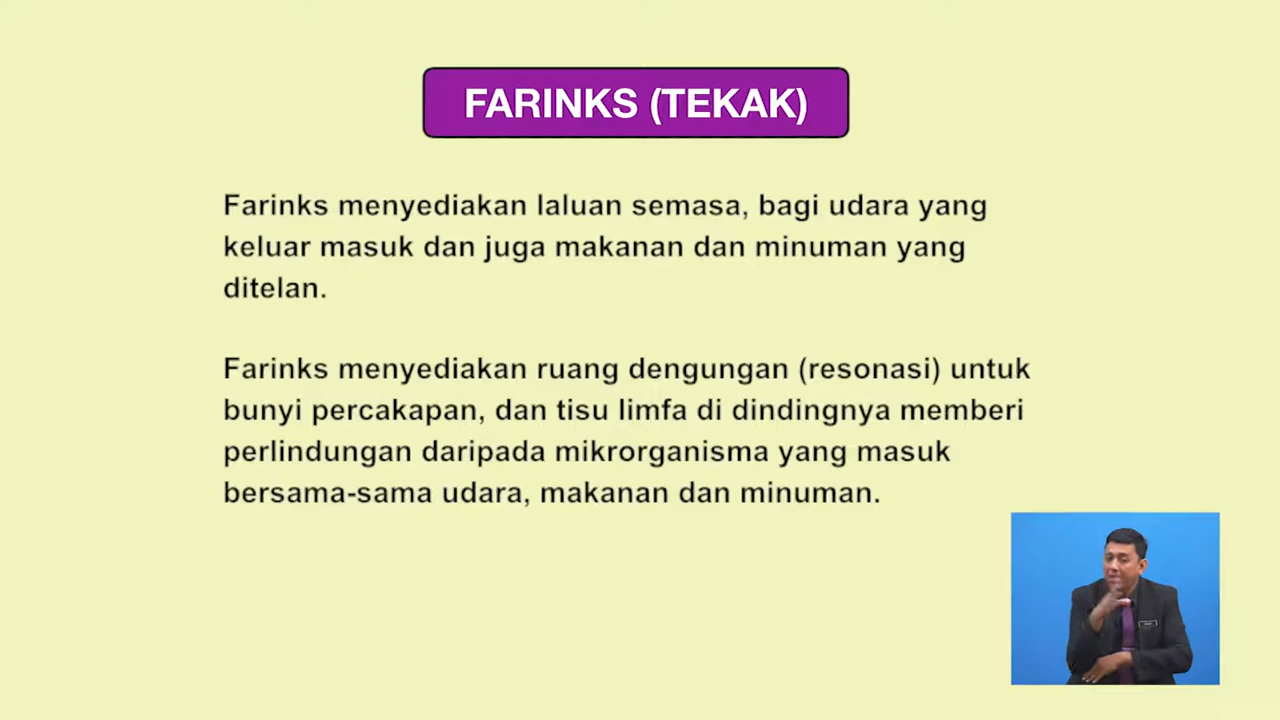 FARINKS (TEKAK)
Farinks menyediakan laluan semasa, bagi udara yang
keluar masuk dan juga makanan dan minuman yang
ditelan.
Farinks menyediakan ruang dengungan (resonasi) untuk
bunyi percakapan, dan tisu limfa di dindingnya memberi
perlindungan daripada mikrorganisma yang masuk
bersama-sama udara, makanan dan minuman.